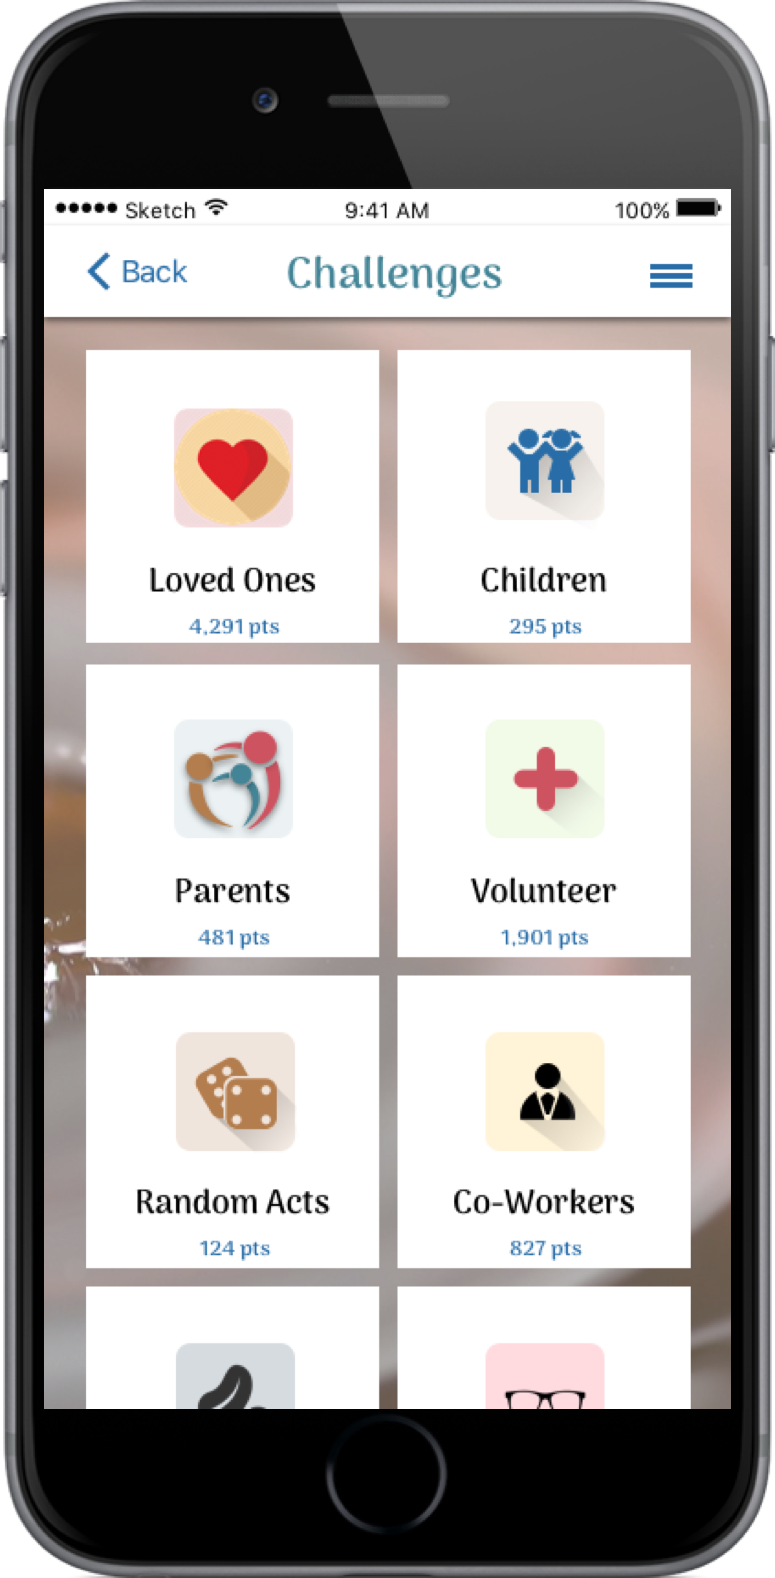 Sketch 9:41 AM 100%
Back Challenges
Loved Ones Children
4,291 pts 295 pts
Parents Volunteer
481 pts 1,901 pts
Random Acts Co-Workers
124 pts 827 pts